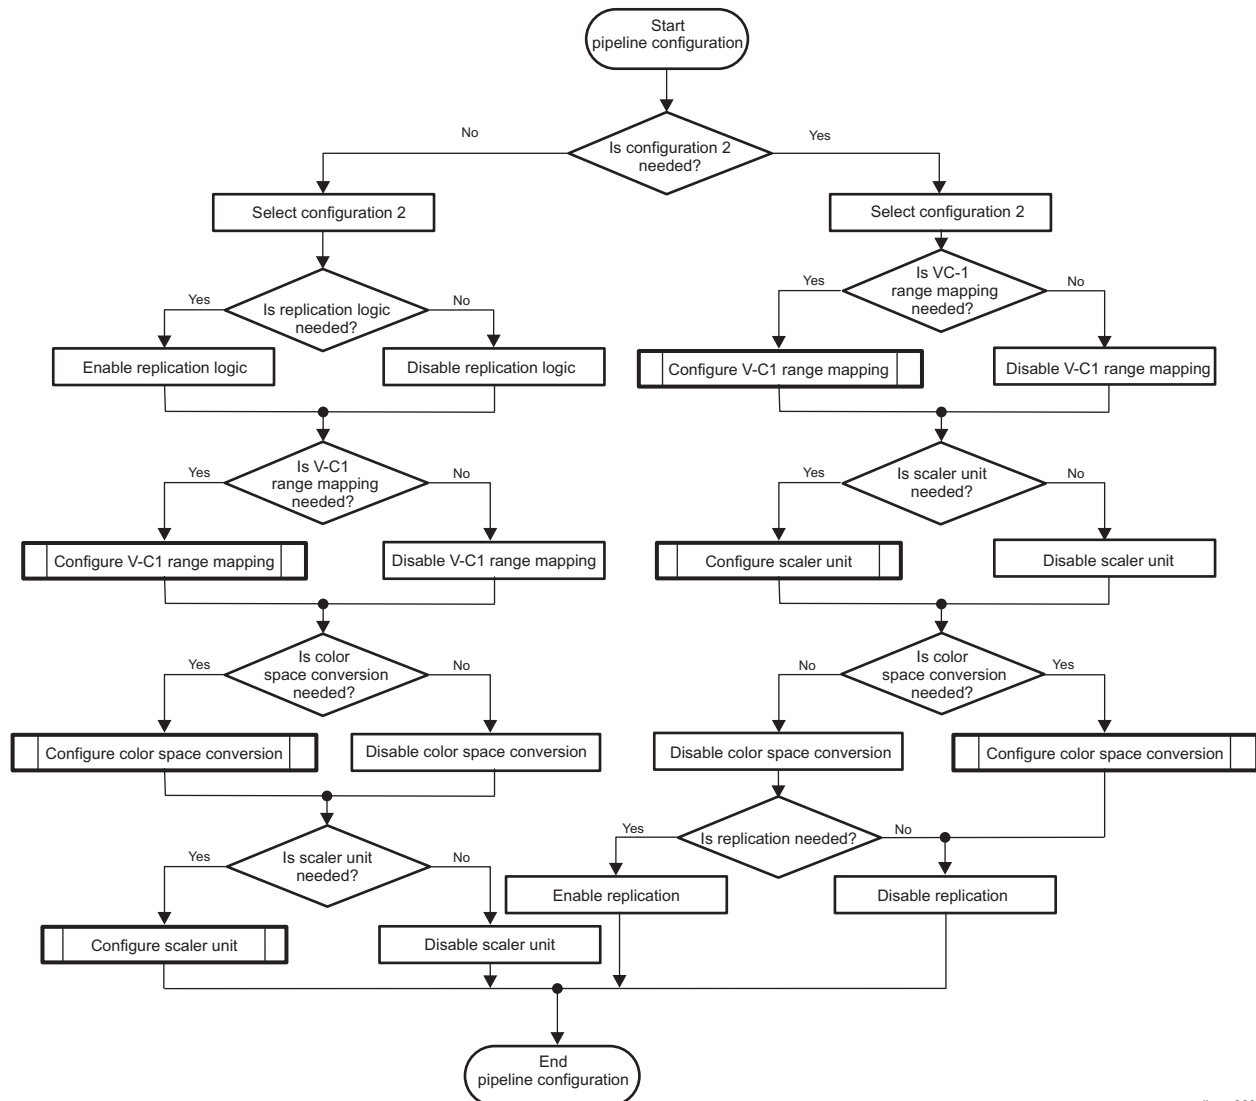 Start
pipeline configuration
No
Yes
Is configuration 2
needed?
Select configuration 2
Select configuration 2
Yes
Is replication logic
needed?
No
Yes
Is VC-1
range mapping
needed?
No
Enable replication logic
Disable replication logic
Configure V-C1 range mapping
Disable V-C1 range mapping
Yes
Is V-C1
range mapping
needed?
No
Yes
Is scaler unit
needed?
No
Configure V-C1 range mapping
Disable V-C1 range mapping
Configure scaler unit
Disable scaler unit
Yes
Is color
space conversion
needed?
No
No
Is color
space conversion
needed?
Yes
Configure color space conversion
Disable color space conversion
Disable color space conversion
Configure color space conversion
Yes
Is scaler unit
needed?
No
Yes
Is replication needed?
No
Enable replication
Disable replication
Configure scaler unit
Disable scaler unit
End
pipeline configuration